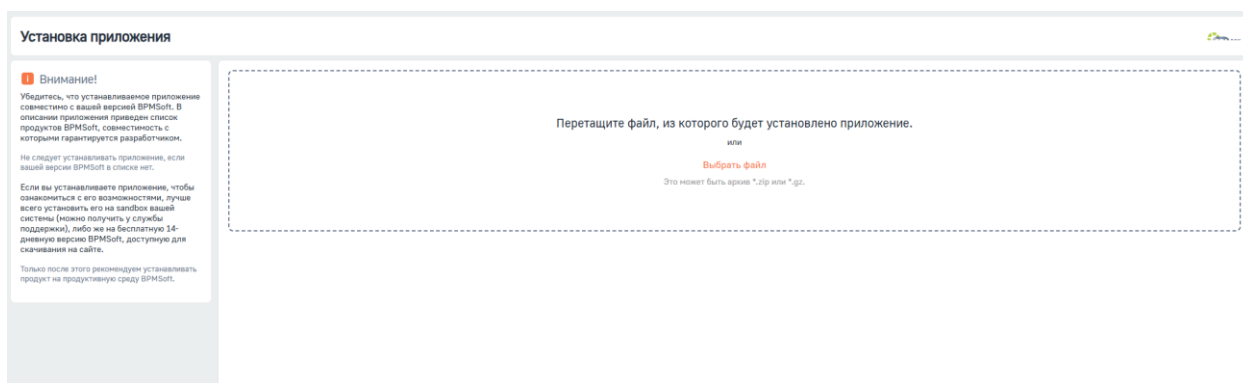 Установка приложения
Внимание!
Убедитесь, что устанавливаемое приложение
совместимо с вашей версией BPMSoft. В
описании приложения приведен список
продуктов BPMSoft, совместимость с
которыми гарантируется разработчиком.
Не следует устанавливать приложение, если
вашей версии BPMSoft в списке нет.
Если вы устанавливаете приложение, чтобы
ознакомиться с его возможностями, лучше
всего установить его на sandbox вашей
системы (можно получить у службы
поддержки), либо же на бесплатную 14-
дневную версию BPMSoft, доступную для
скачивания на сайте.
Только после этого рекомендуем устанавливать
продукт на продуктивную среду BPMSoft.
Перетащите файл, из которого будет установлено приложение.
или
Выбрать файл
Это может быть архив *.zip или *.gz.